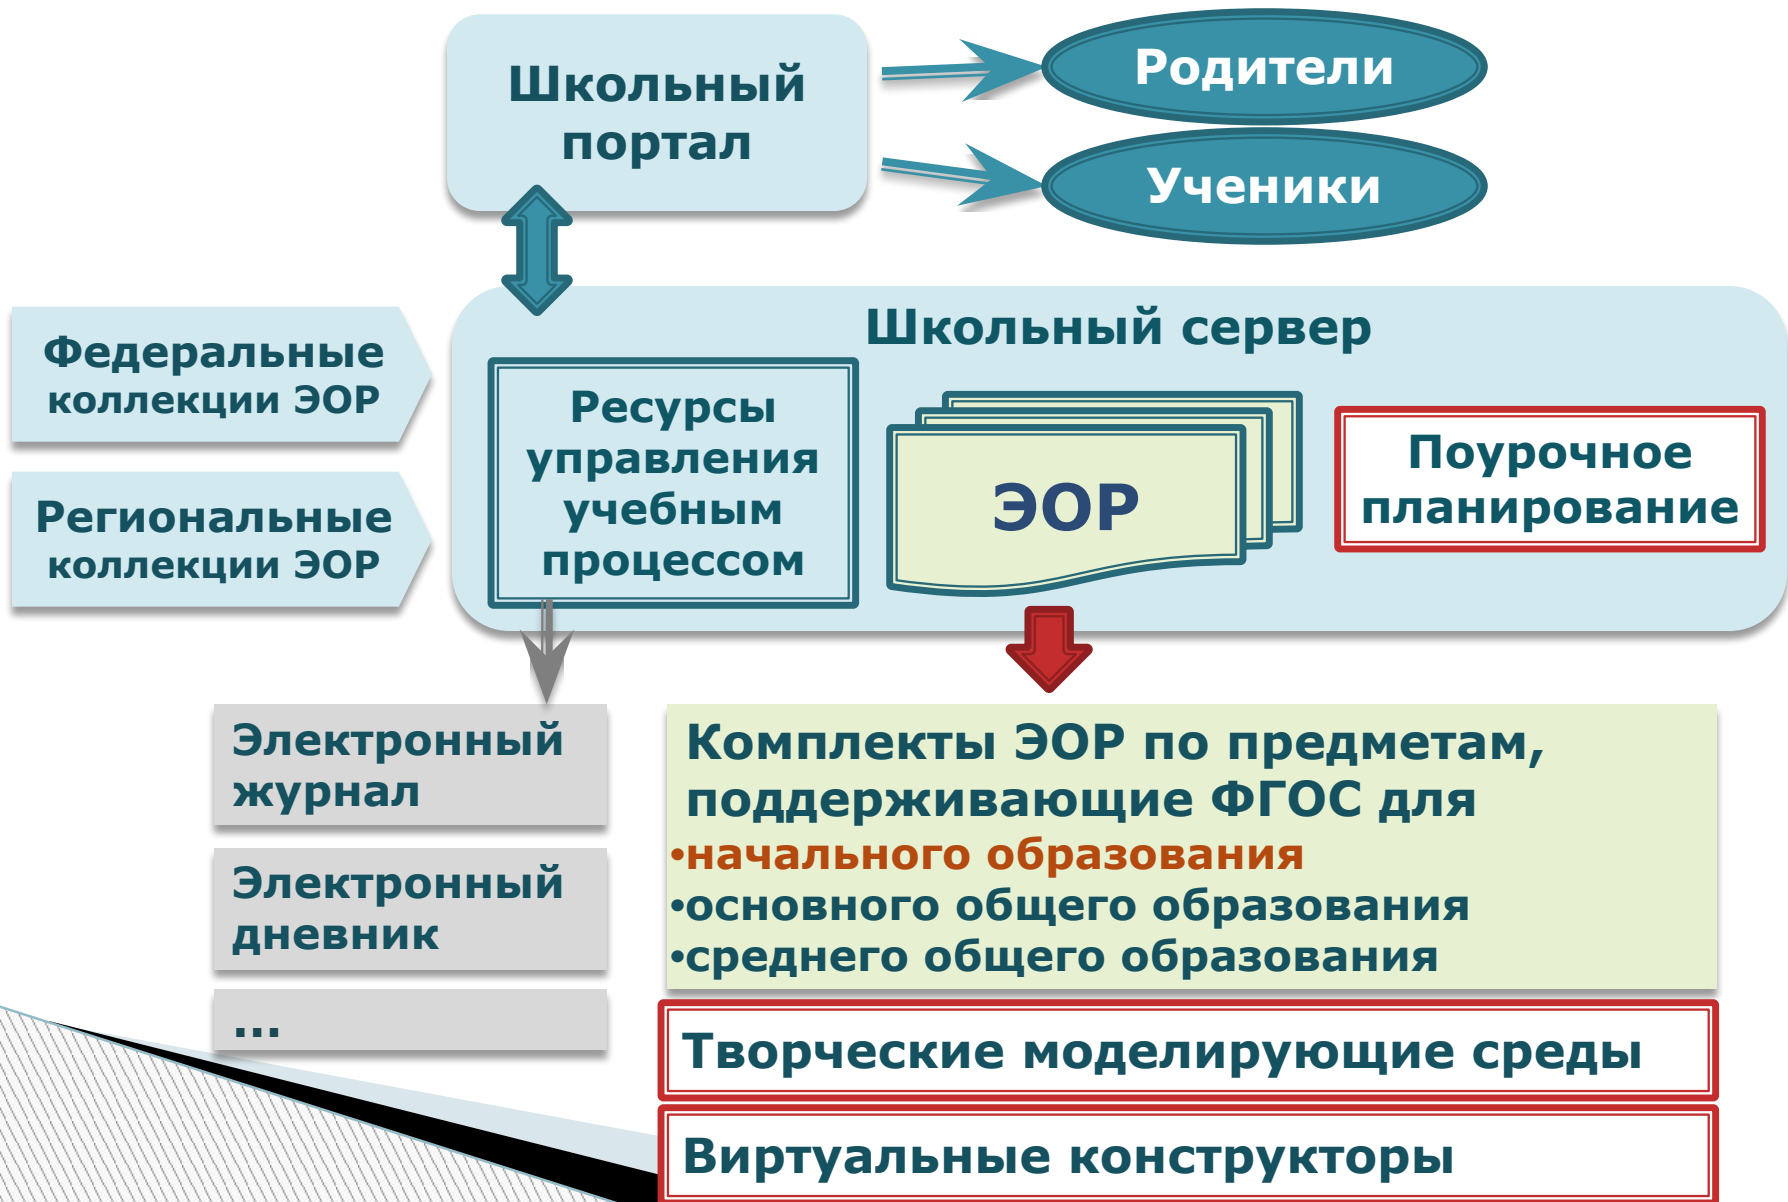 Школьный
портал
Родители
Ученики
Федеральные
коллекции ЭОР
Региональные
коллекции ЭОР
Школьный сервер
Ресурсы
управления
учебным
процессом
ЭОР
Поурочное
планирование
Электронный
журнал
Электронный
дневник
...
Комплекты ЭОР по предметам,
поддерживающие ФГОС для
•начального образования
•основного общего образования
•среднего общего образования
Творческие моделирующие среды
Виртуальные конструкторы